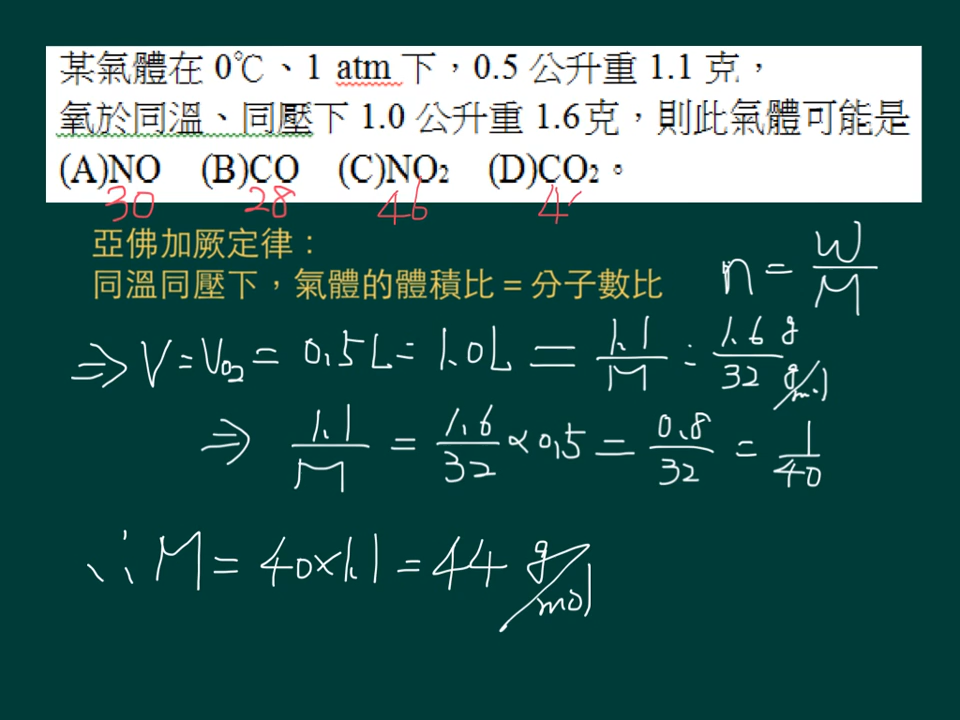 某氣體在 0℃、1 atm 下，0.5 公升重 1.1 克，
氧於同溫、同壓下 1.0 公升重 1.6 克，則此氣體可能是
(A)NO (B)CO (C)NO₂ (D)CO₂。
30 28 46
亞佛加厥定律：
同溫同壓下，氣體的體積比 = 分子數比
n = W/M
⇒ V = V_{O₂} = 0.5L = 1.0L = 1.1/M : 1.6 g/32 g/mol
⇒ 1.1/M = 1.6/32 × 0.5 = 0.8/32 = 1/40
∴ M = 40×1.1 = 44 g/mol